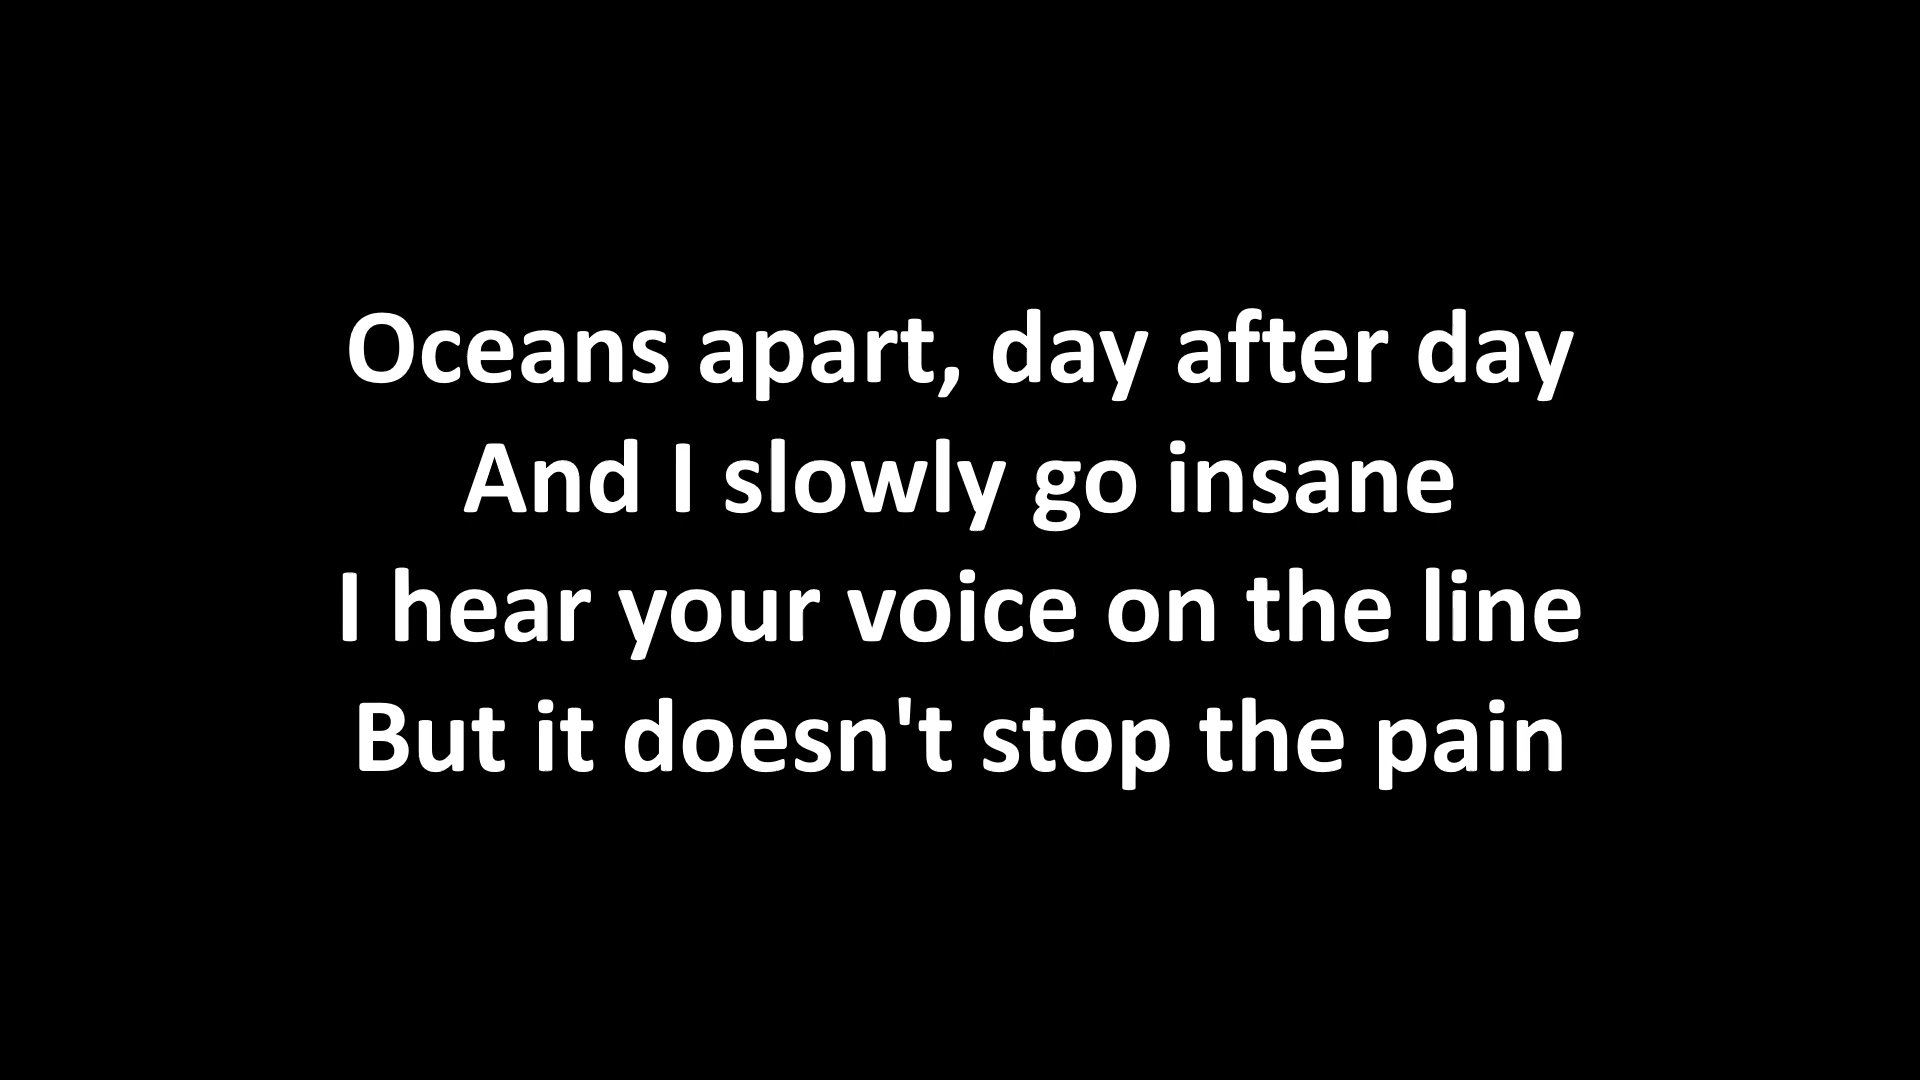 Oceans apart, day after day
And I slowly go insane
I hear your voice on the line
But it doesn't stop the pain